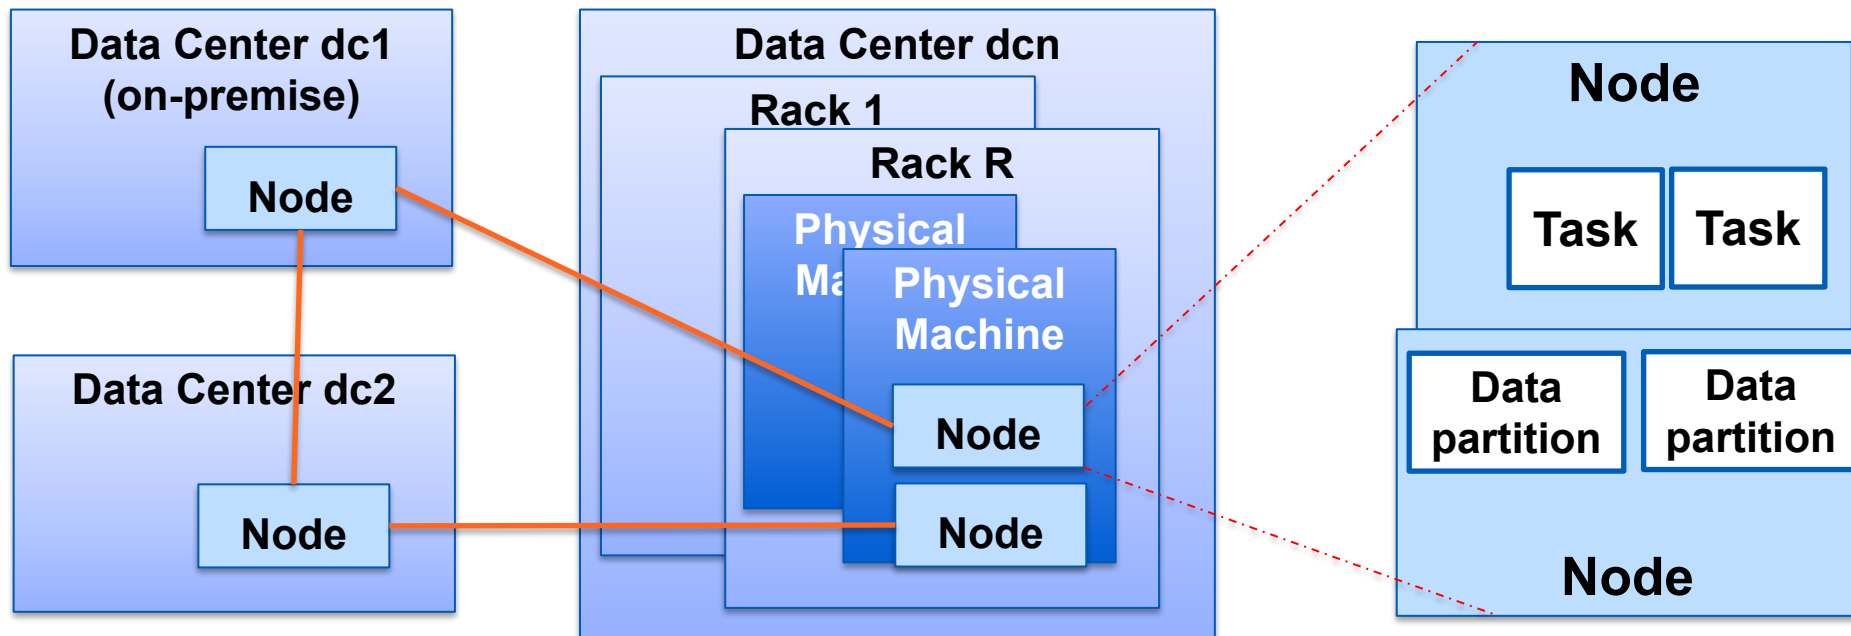 Data Center dc1
(on-premise)
Node
Data Center dc2
Node
Data Center dcn
Rack 1
Rack R
Physical
Physical
Machine
Node
Node
Node
Task
Task
Data
partition
Data
partition
Node